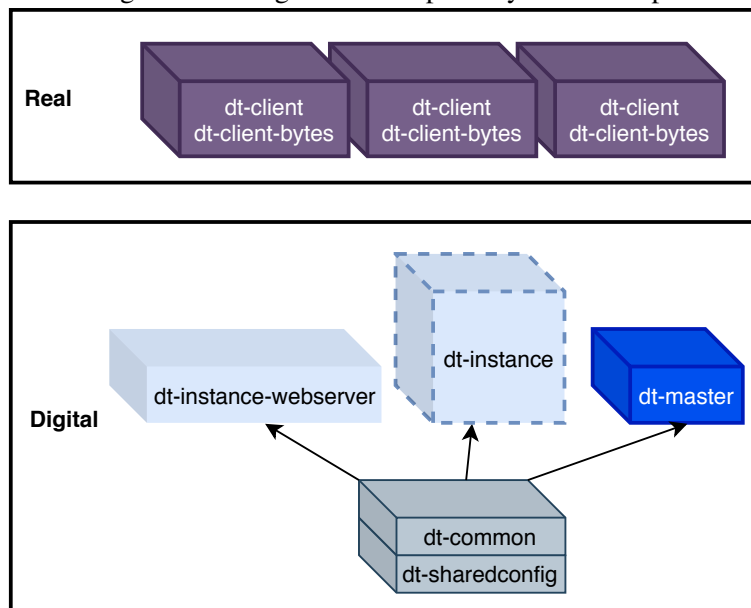 Real
dt-client
dt-client-bytes
dt-client
dt-client-bytes
dt-client
dt-client-bytes
Digital
dt-instance-webserver
dt-instance
dt-master
dt-common
dt-sharedconfig